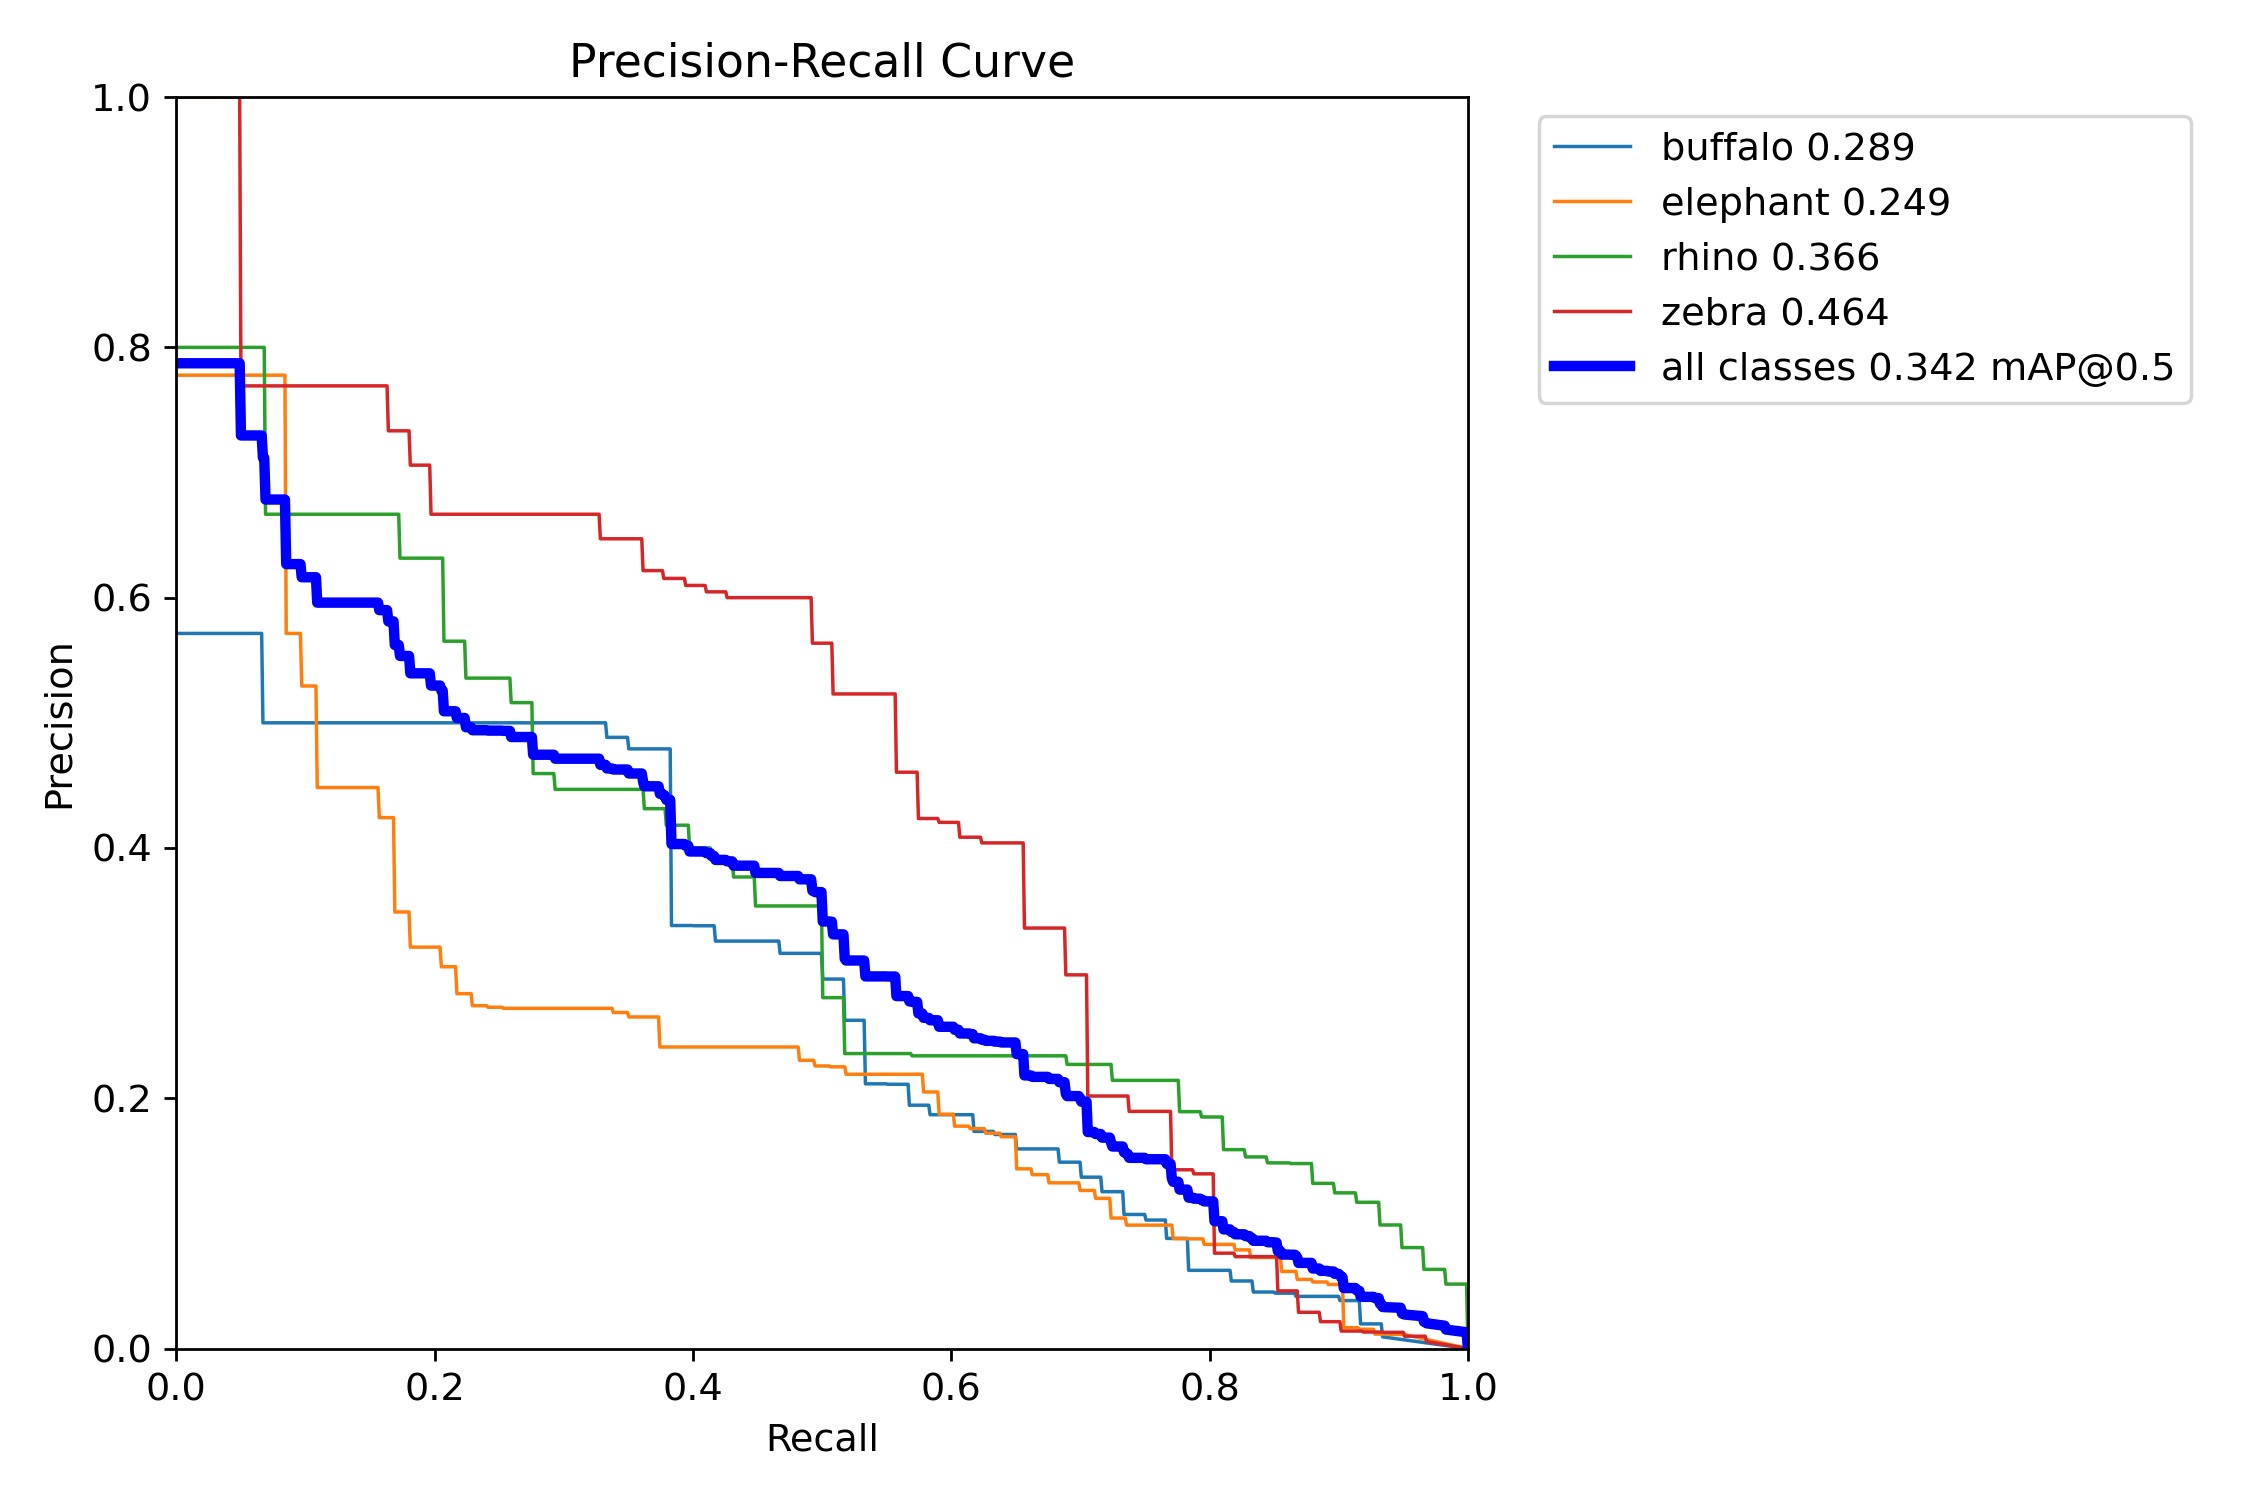 Precision-Recall Curve
1.0
0.8
0.6
0.4
0.2
0.0
Precision
0.0 0.2 0.4 0.6 0.8 1.0
Recall
buffalo 0.289
elephant 0.249
rhino 0.366
zebra 0.464
all classes 0.342 mAP@0.5